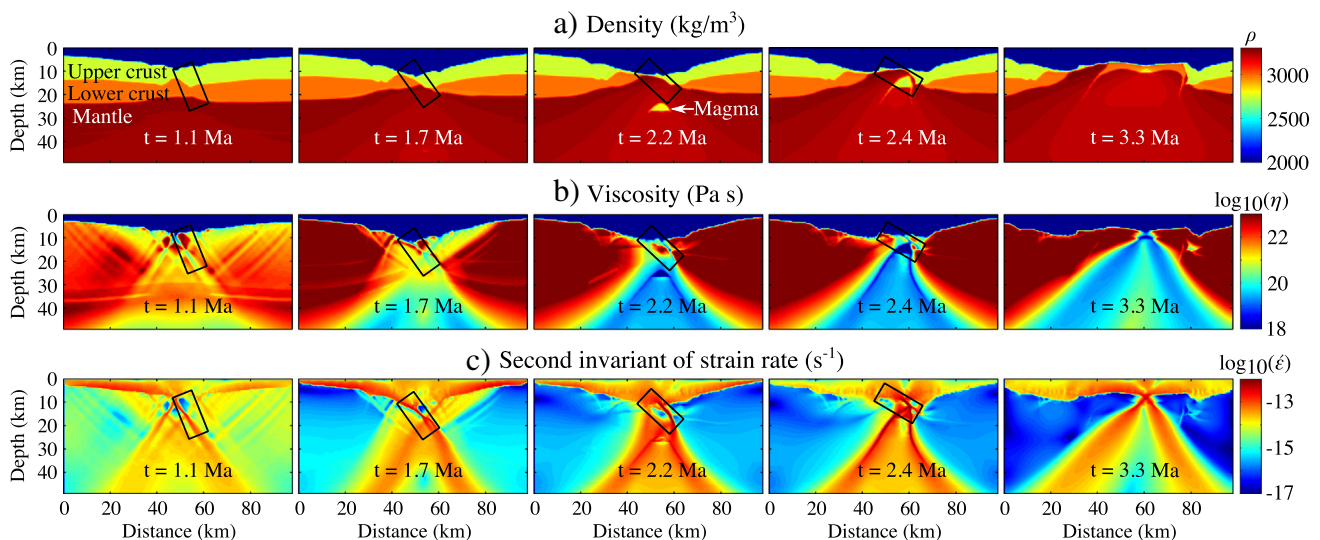 a) Density (kg/m³)
ρ
0
10
20
30
40
Depth (km)
Upper crust
Lower crust
Mantle
Magma
t = 1.1 Ma
t = 1.7 Ma
t = 2.2 Ma
t = 2.4 Ma
t = 3.3 Ma
3000
2500
2000
b) Viscosity (Pa s)
log10(η)
0
10
20
30
40
Depth (km)
t = 1.1 Ma
t = 1.7 Ma
t = 2.2 Ma
t = 2.4 Ma
t = 3.3 Ma
22
20
18
c) Second invariant of strain rate (s⁻¹)
log10(ε̇)
0
10
20
30
40
Depth (km)
t = 1.1 Ma
t = 1.7 Ma
t = 2.2 Ma
t = 2.4 Ma
t = 3.3 Ma
-13
-15
-17
0 20 40 60 80 0 20 40 60 80 0 20 40 60 80 0 20 40 60 80 0 20 40 60 80
Distance (km) Distance (km) Distance (km) Distance (km) Distance (km)